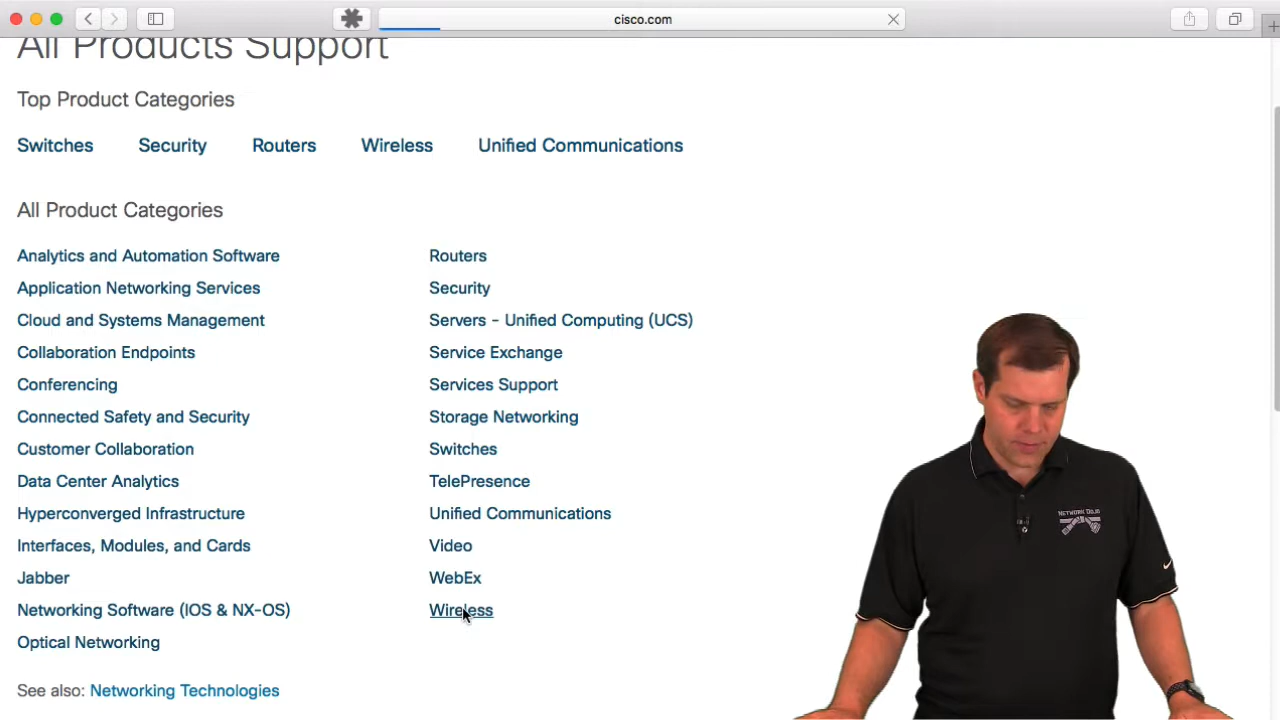 cisco.com
All Products Support
Top Product Categories
Switches Security Routers Wireless Unified Communications
All Product Categories
Analytics and Automation Software
Application Networking Services
Cloud and Systems Management
Collaboration Endpoints
Conferencing
Connected Safety and Security
Customer Collaboration
Data Center Analytics
Hyperconverged Infrastructure
Interfaces, Modules, and Cards
Jabber
Networking Software (IOS & NX-OS)
Optical Networking
Routers
Security
Servers - Unified Computing (UCS)
Service Exchange
Services Support
Storage Networking
Switches
TelePresence
Unified Communications
Video
WebEx
Wireless
See also: Networking Technologies
NETWORK DOJO